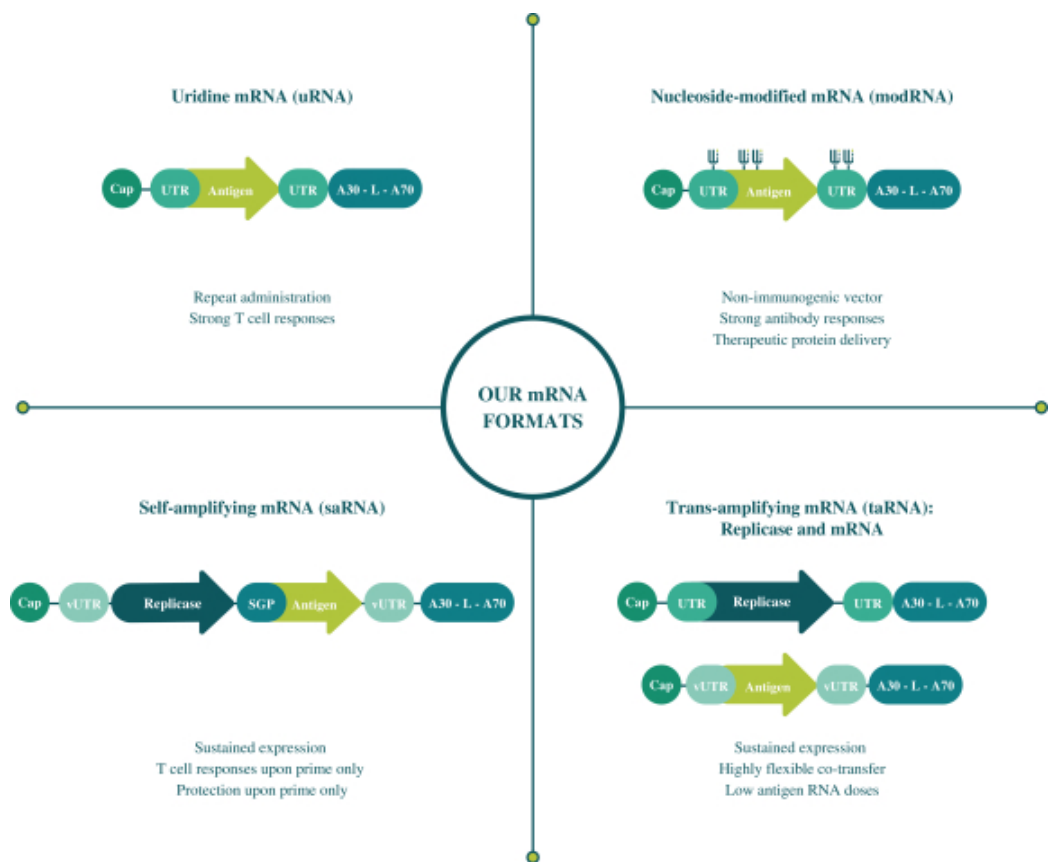 Uridine mRNA (uRNA)
Cap UTR Antigen UTR A30 - L - A70
Repeat administration
Strong T cell responses
Nucleoside-modified mRNA (modRNA)
Cap UTR Antigen UTR A30 - L - A70
Non-immunogenic vector
Strong antibody responses
Therapeutic protein delivery
OUR mRNA
FORMATS
Self-amplifying mRNA (saRNA)
Cap vUTR Replicase SGP Antigen vUTR A30 - L - A70
Sustained expression
T cell responses upon prime only
Protection upon prime only
Trans-amplifying mRNA (taRNA):
Replicase and mRNA
Cap UTR Replicase UTR A30 - L - A70
Cap vUTR Antigen vUTR A30 - L - A70
Sustained expression
Highly flexible co-transfer
Low antigen RNA doses